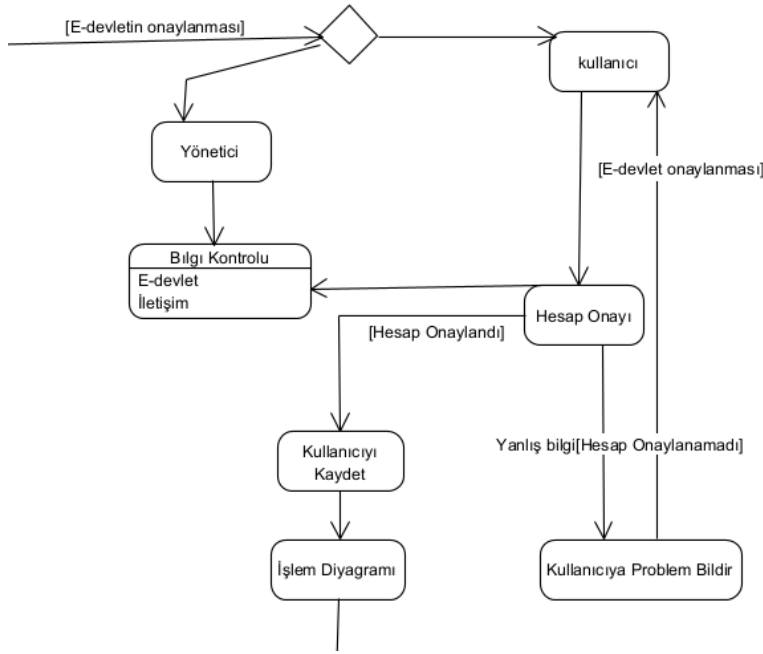 [E-devletin onaylanması]
kullanıcı
Yönetici
[E-devlet onaylanması]
Bılgı Kontrolu
E-devlet
İletişim
Hesap Onayı
[Hesap Onaylandı]
Yanlış bilgi[Hesap Onaylanamadı]
Kullanıcıyı
Kaydet
İşlem Diyagramı
Kullanıcıya Problem Bildir